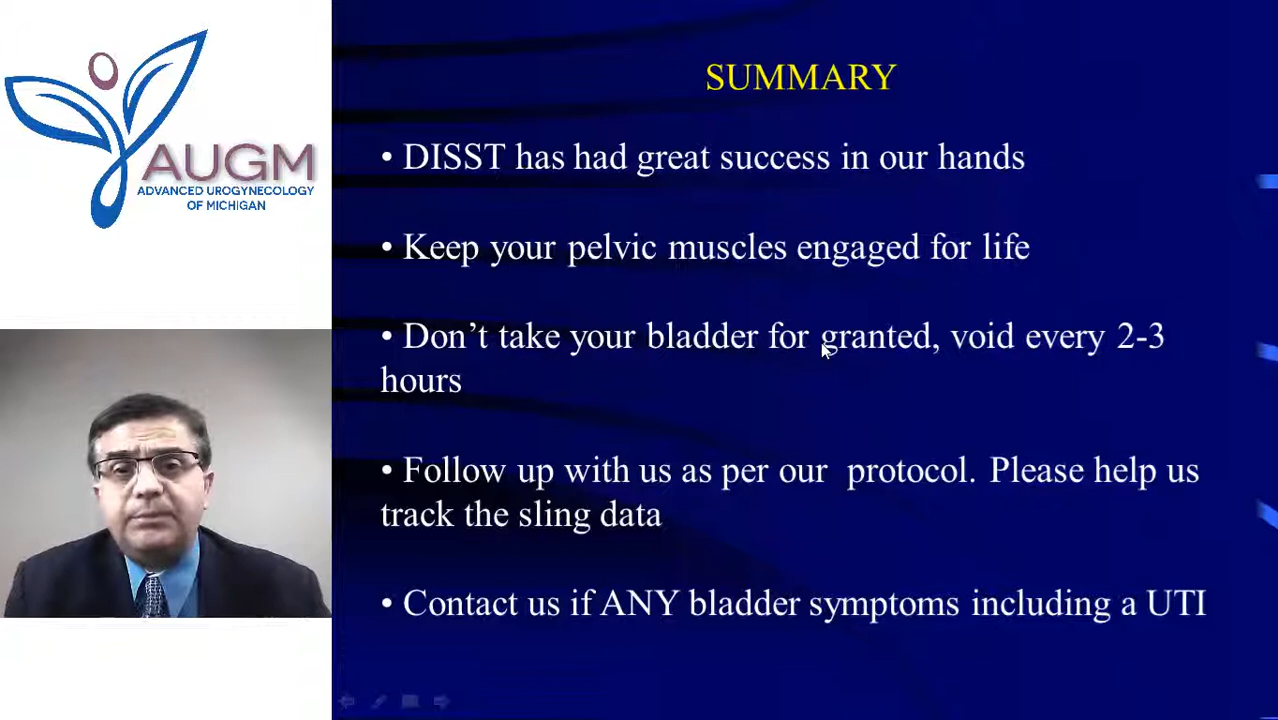 AUGM
ADVANCED UROGYNECOLOGY
OF MICHIGAN
SUMMARY
• DISST has had great success in our hands
• Keep your pelvic muscles engaged for life
• Don’t take your bladder for granted, void every 2-3
hours
• Follow up with us as per our protocol. Please help us
track the sling data
• Contact us if ANY bladder symptoms including a UTI